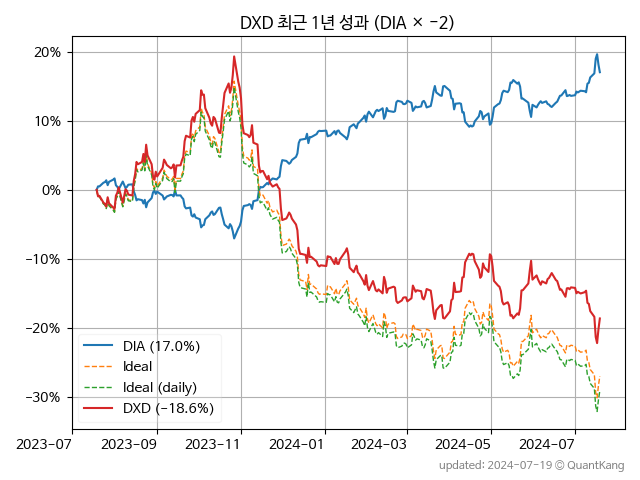 DXD 최근 1년 성과 (DIA × −2)
20%
10%
0%
−10%
−20%
−30%
DIA (17.0%)
Ideal
Ideal (daily)
DXD (−18.6%)
2023-07 2023-09 2023-11 2024-01 2024-03 2024-05 2024-07
updated: 2024-07-19 © QuantKang